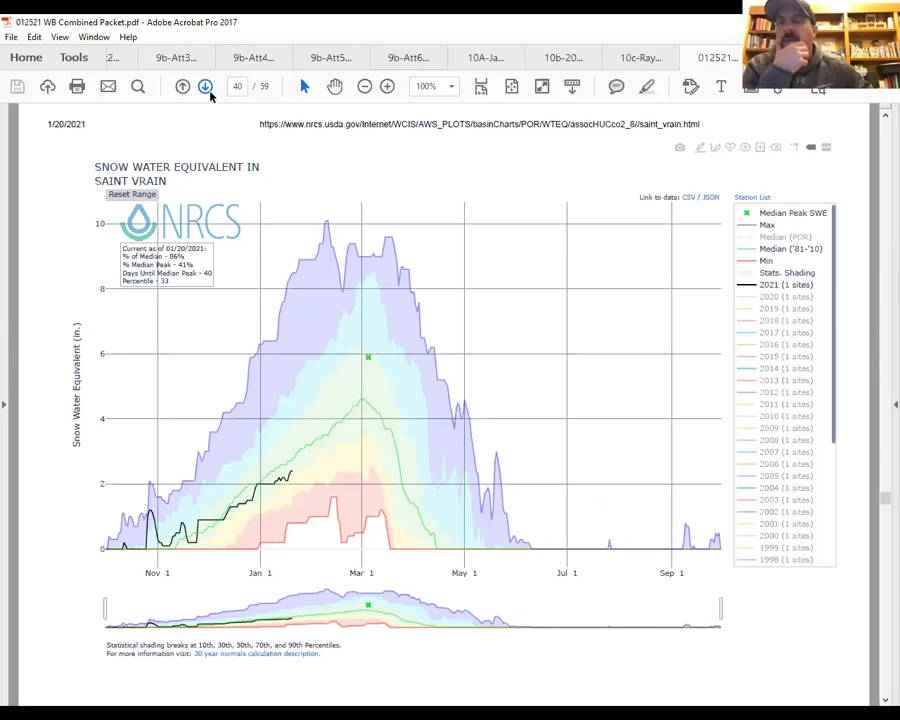 012521 WB Combined Packet.pdf - Adobe Acrobat Pro 2017
File Edit View Window Help
Home Tools ...2... 9b-Att3... 9b-Att4... 9b-Att5... 9b-Att6... 10A-Ja... 10b-20... 10c-Ray... 012521...
40 / 59 100%
1/20/2021 https://www.nrcs.usda.gov/Internet/WCIS/AWS_PLOTS/basinCharts/POR/WTEQ/assocHUCco2_8//saint_vrain.html
SNOW WATER EQUIVALENT IN
SAINT VRAIN
Reset Range
NRCS
Link to data: CSV / JSON
Station List
Current as of 01/20/2021:
% of Median - 86%
% Median Peak - 41%
Days Until Median Peak - 40
Percentile - 33
Snow Water Equivalent (in.)
10
8
6
4
2
0
Nov 1 Jan 1 Mar 1 May 1 Jul 1 Sep 1
Median Peak SWE
Max
Median (POR)
Median ('81-'10)
Min
Stats. Shading
2021 (1 sites)
2020 (1 sites)
2019 (1 sites)
2018 (1 sites)
2017 (1 sites)
2016 (1 sites)
2015 (1 sites)
2014 (1 sites)
2013 (1 sites)
2012 (1 sites)
2011 (1 sites)
2010 (1 sites)
2009 (1 sites)
2008 (1 sites)
2007 (1 sites)
2006 (1 sites)
2005 (1 sites)
2004 (1 sites)
2003 (1 sites)
2002 (1 sites)
2001 (1 sites)
2000 (1 sites)
1999 (1 sites)
1998 (1 sites)
Statistical shading breaks at 10th, 30th, 50th, 70th, and 90th Percentiles.
For more information visit: 30 year normals calculation description.